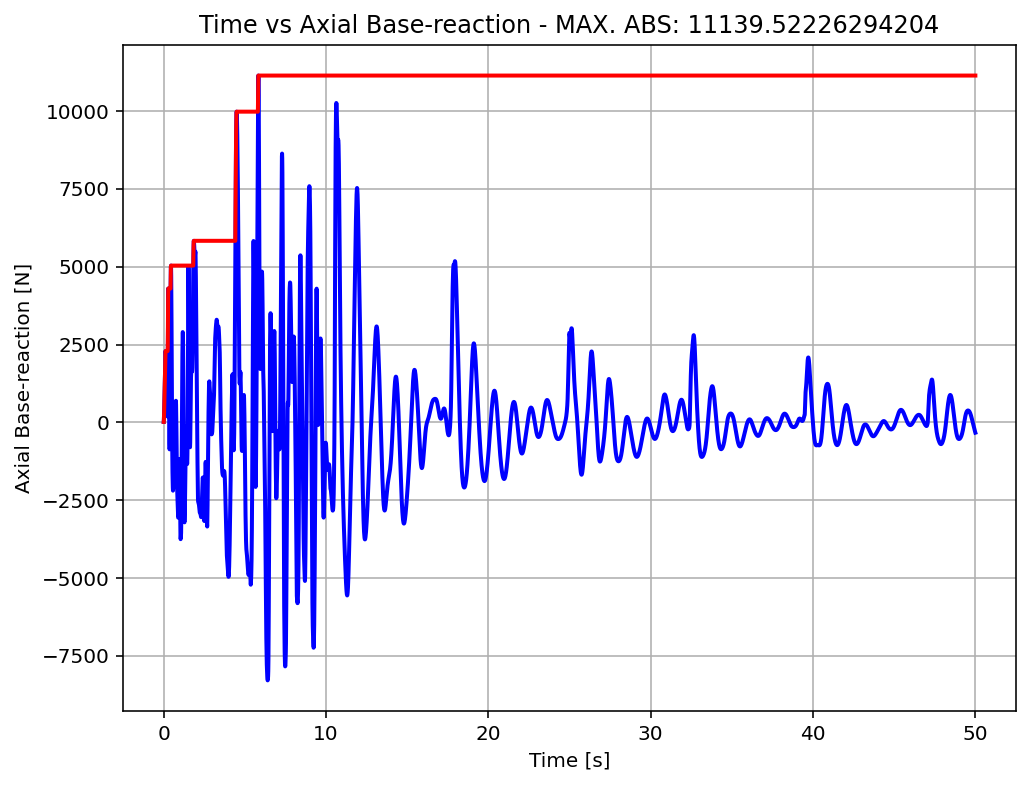 Time vs Axial Base-reaction - MAX. ABS: 11139.52226294204
10000
7500
5000
2500
0
−2500
−5000
−7500
Axial Base-reaction [N]
0 10 20 30 40 50
Time [s]